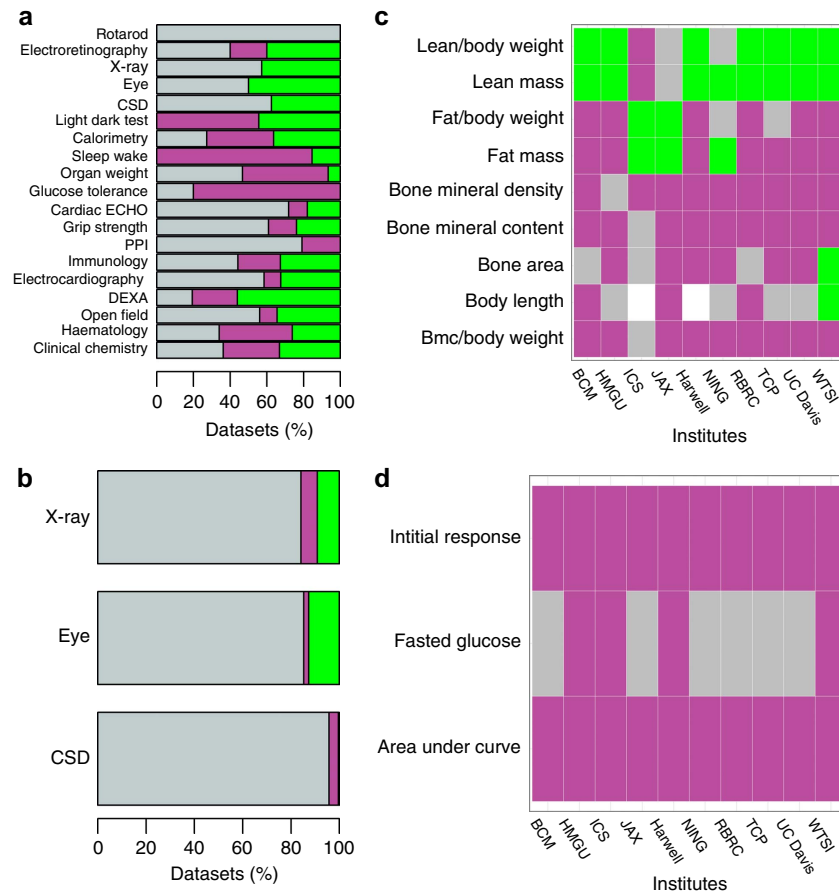 a
Rotarod
Electroretinography
X-ray
Eye
CSD
Light dark test
Calorimetry
Sleep wake
Organ weight
Glucose tolerance
Cardiac ECHO
Grip strength
PPI
Immunology
Electrocardiography
DEXA
Open field
Haematology
Clinical chemistry
0 20 40 60 80 100
Datasets (%)
b
X-ray
Eye
CSD
0 20 40 60 80 100
Datasets (%)
c
Lean/body weight
Lean mass
Fat/body weight
Fat mass
Bone mineral density
Bone mineral content
Bone area
Body length
Bmc/body weight
BCM HMGU ICS JAX Harwell NING RBRC TCP UC Davis WTSI
Institutes
d
Intitial response
Fasted glucose
Area under curve
BCM HMGU ICS JAX Harwell NING RBRC TCP UC Davis WTSI
Institutes